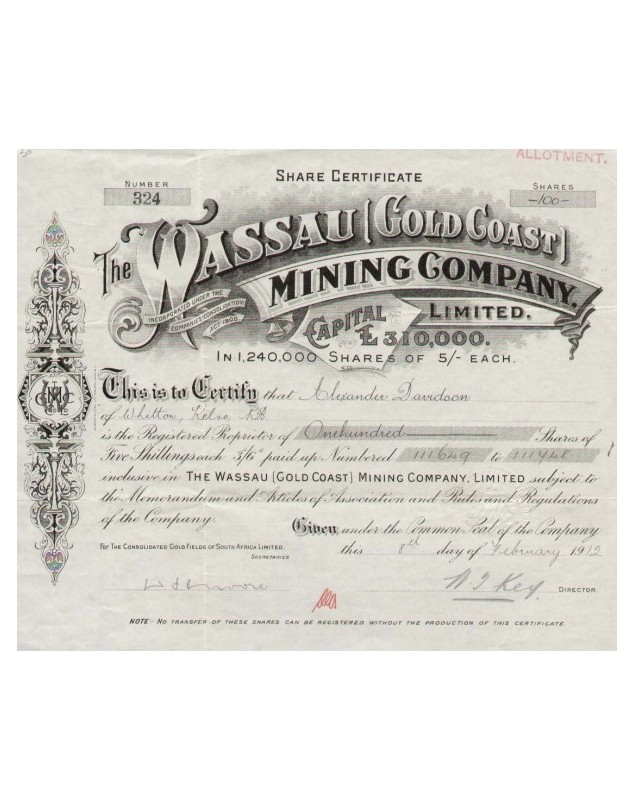 ALLOTMENT.
SHARE CERTIFICATE
NUMBER
324
SHARES
-100-
The WASSAU (GOLD COAST)
MINING COMPANY.
LIMITED.
INCORPORATED UNDER THE
COMPANIES (CONSOLIDATION)
ACT 1908.
CAPITAL
£310,000.
IN 1,240,000 SHARES OF 5/- EACH.
This is to Certify that Alexander Davidson
of Whitton, Kelso, NB
is the Registered Proprietor of Onehundred Shares of
Five Shillings each 3/6d paid up Numbered 111649 to 111748
inclusive in THE WASSAU (GOLD COAST) MINING COMPANY, LIMITED subject to
the Memorandum and Articles of Association and Rules and Regulations
of the Company.
Given under the Common Seal of the Company
this 8th day of February 1912
FOR THE CONSOLIDATED GOLD FIELDS OF SOUTH AFRICA LIMITED.
SECRETARIES
DIRECTOR.
NOTE:- NO TRANSFER OF THESE SHARES CAN BE REGISTERED WITHOUT THE PRODUCTION OF THIS CERTIFICATE.